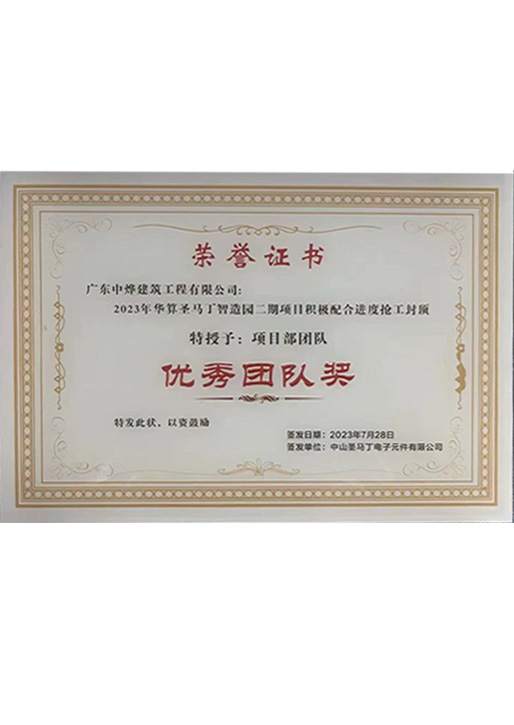 荣誉证书
广东中烨建筑工程有限公司:
2023年华算圣马丁智造园二期项目积极配合进度抢工封顶
特授予：项目部团队
优秀团队奖
特发此状，以资鼓励
签发日期：2023年7月28日
签发单位：中山圣马丁电子元件有限公司